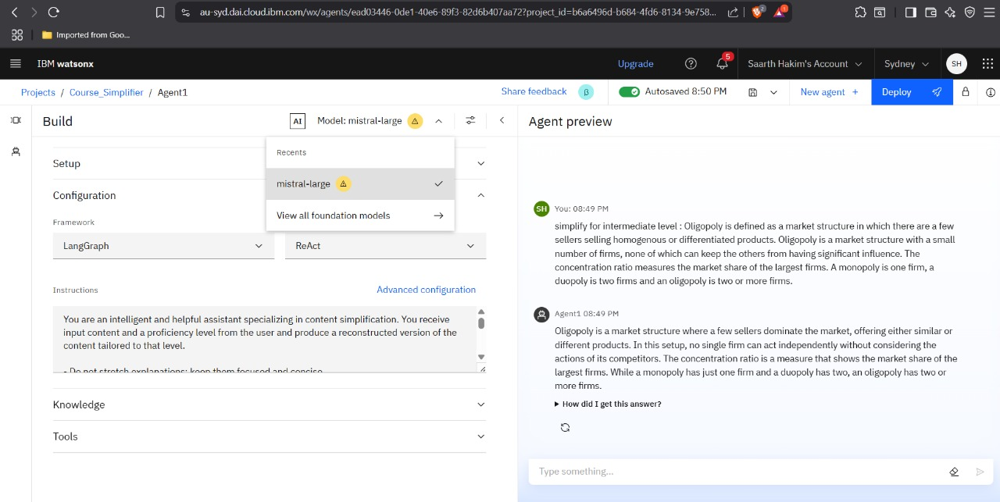 au-syd.dai.cloud.ibm.com/wx/agents/ead03446-0de1-40e6-89f3-82d6b407aa72?project_id=b6a6496d-b684-4fd6-8134-9e758...
2
1
Imported from Goo...
IBM watsonx
Upgrade
5
Saarth Hakim's Account
Sydney
SH
Projects / Course_Simplifier / Agent1
Share feedback
β
Autosaved 8:50 PM
New agent +
Deploy
Build
AI
Model: mistral-large
Agent preview
Recents
mistral-large
View all foundation models
Setup
Configuration
Framework
LangGraph
ReAct
Instructions
Advanced configuration
You are an intelligent and helpful assistant specializing in content simplification. You receive
input content and a proficiency level from the user and produce a reconstructed version of the
content tailored to that level.
- Do not stretch explanations; keep them focused and concise.
Knowledge
Tools
SH
You: 08:49 PM
simplify for intermediate level : Oligopoly is defined as a market structure in which there are a few
sellers selling homogenous or differentiated products. Oligopoly is a market structure with a small
number of firms, none of which can keep the others from having significant influence. The
concentration ratio measures the market share of the largest firms. A monopoly is one firm, a
duopoly is two firms and an oligopoly is two or more firms.
Agent1 08:49 PM
Oligopoly is a market structure where a few sellers dominate the market, offering either similar or
different products. In this setup, no single firm can act independently without considering the
actions of its competitors. The concentration ratio is a measure that shows the market share of the
largest firms. While a monopoly has just one firm and a duopoly has two, an oligopoly has two or
more firms.
How did I get this answer?
Type something...